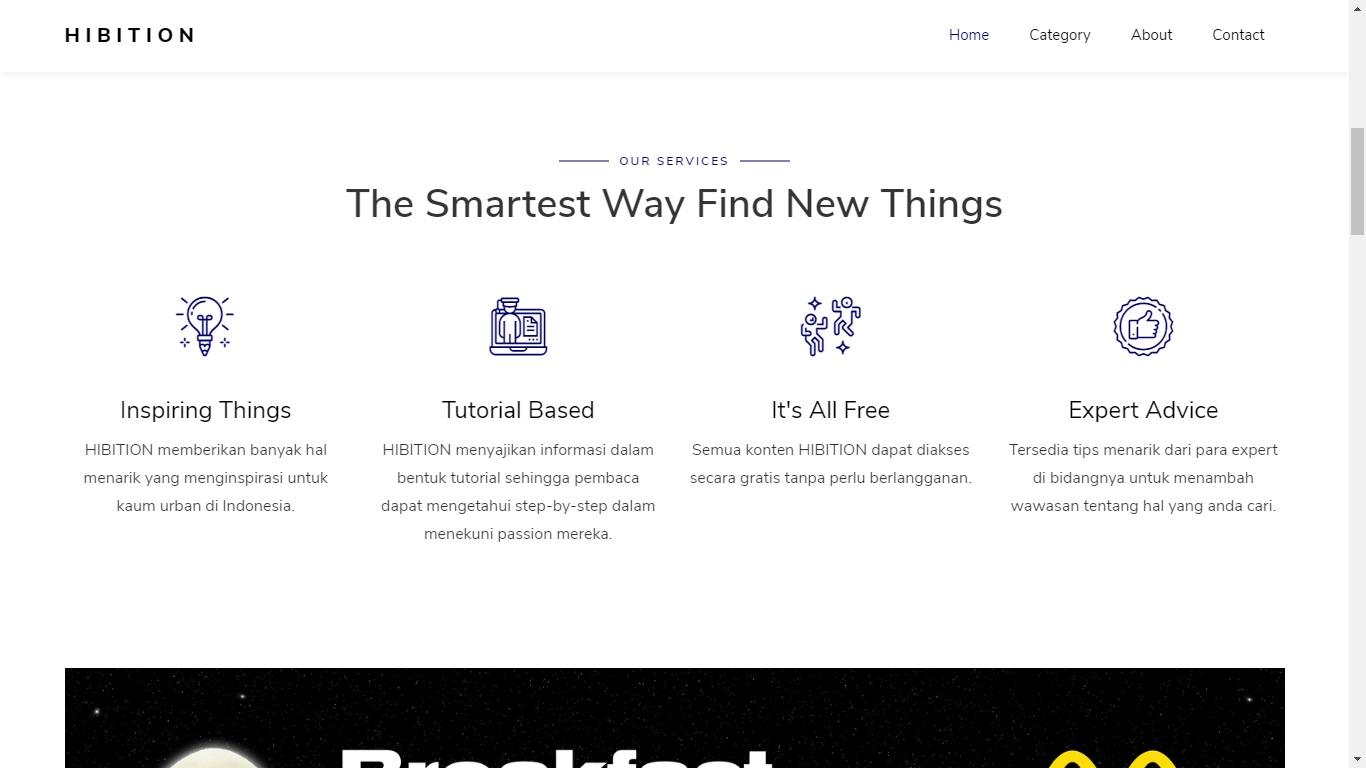 HIBITION
Home Category About Contact
OUR SERVICES
The Smartest Way Find New Things
Inspiring Things
HIBITION memberikan banyak hal
menarik yang menginspirasi untuk
kaum urban di Indonesia.
Tutorial Based
HIBITION menyajikan informasi dalam
bentuk tutorial sehingga pembaca
dapat mengetahui step-by-step dalam
menekuni passion mereka.
It's All Free
Semua konten HIBITION dapat diakses
secara gratis tanpa perlu berlangganan.
Expert Advice
Tersedia tips menarik dari para expert
di bidangnya untuk menambah
wawasan tentang hal yang anda cari.
Breakfast